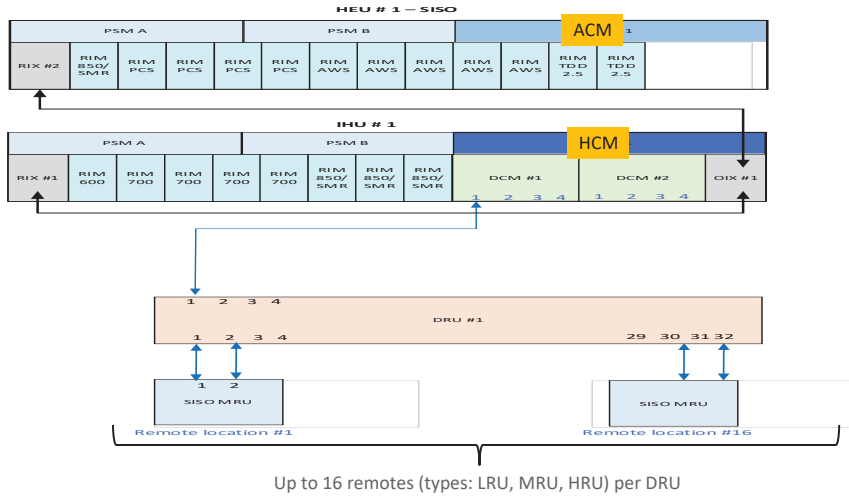 HEU # 1 – SISO
PSM A PSM B ACM 1
RIX #2 RIM 850/ SMR RIM PCS RIM PCS RIM PCS RIM PCS RIM AWS RIM AWS RIM AWS RIM AWS RIM AWS RIM TDD 2.5 RIM TDD 2.5
IHU # 1
PSM A PSM B HCM
RIX #1 RIM 600 RIM 700 RIM 700 RIM 700 RIM 700 RIM 850/ SMR RIM 850/ SMR RIM 850/ SMR DCM #1 DCM #2 OIX #1
1 2 3 4 1 2 3 4
1 2 3 4
DRU #1
1 2 3 4 29 30 31 32
1 2
SISO MRU SISO MRU
Remote location #1 Remote location #16
Up to 16 remotes (types: LRU, MRU, HRU) per DRU